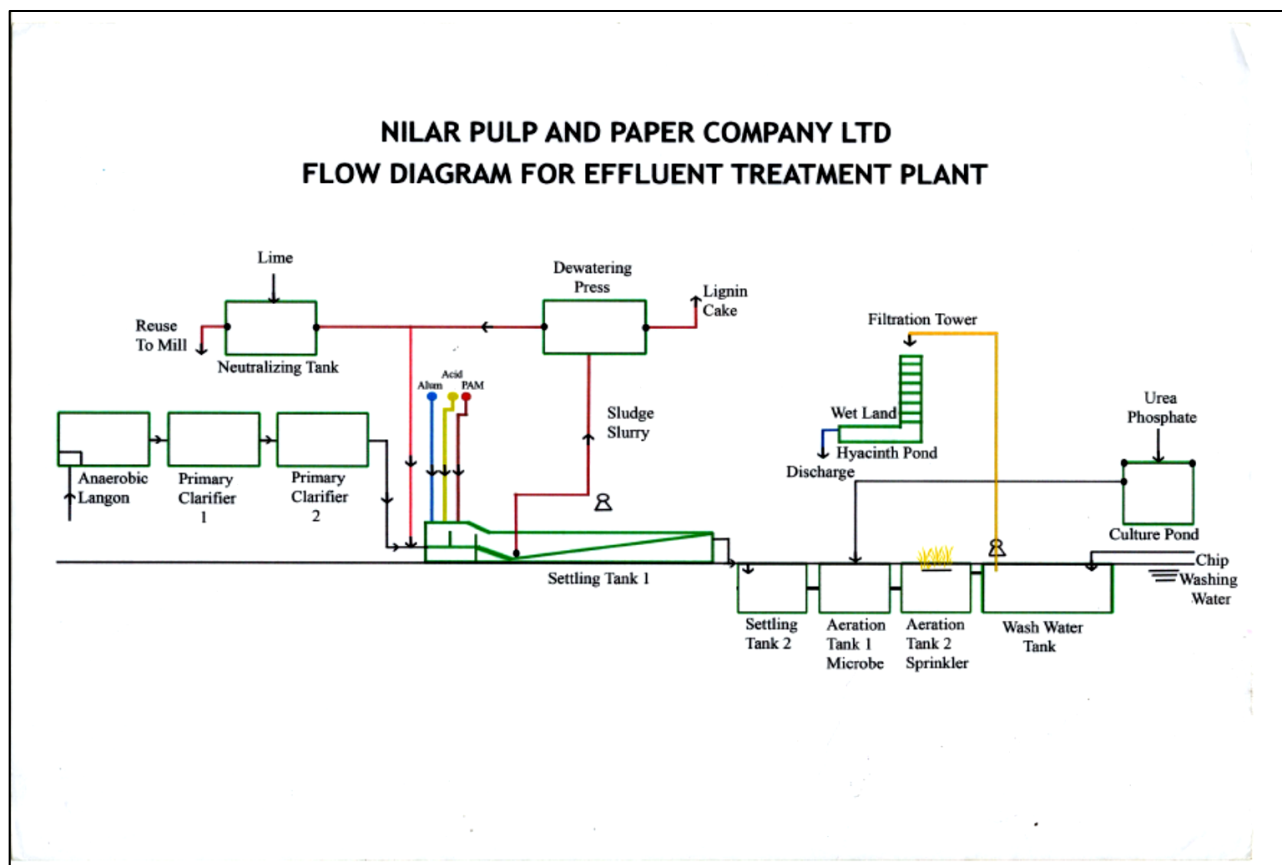 NILAR PULP AND PAPER COMPANY LTD
FLOW DIAGRAM FOR EFFLUENT TREATMENT PLANT
Lime
Reuse
To Mill
Neutralizing Tank
Dewatering
Press
Lignin
Cake
Alum
Acid
PAM
Sludge
Slurry
Filtration Tower
Wet Land
Hyacinth Pond
Discharge
Urea
Phosphate
Culture Pond
Anaerobic
Langon
Primary
Clarifier
1
Primary
Clarifier
2
Settling Tank 1
Settling
Tank 2
Aeration
Tank 1
Microbe
Aeration
Tank 2
Sprinkler
Wash Water
Tank
Chip
Washing
Water